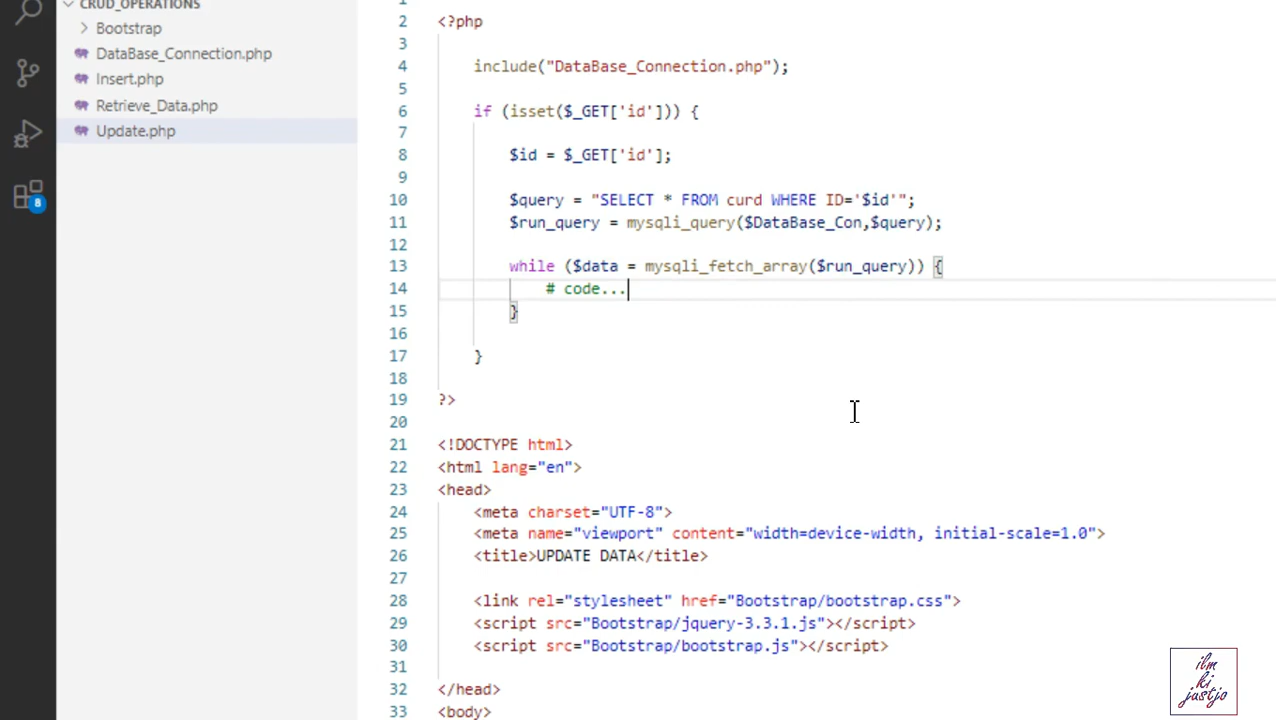 CRUD_OPERATIONS
Bootstrap
DataBase_Connection.php
Insert.php
Retrieve_Data.php
Update.php
8
1
2 <?php
3
4 include("DataBase_Connection.php");
5
6 if (isset($_GET['id'])) {
7
8 $id = $_GET['id'];
9
10 $query = "SELECT * FROM curd WHERE ID='$id'";
11 $run_query = mysqli_query($DataBase_Con,$query);
12
13 while ($data = mysqli_fetch_array($run_query)) {
14 # code...
15 }
16
17 }
18
19 ?>
20
21 <!DOCTYPE html>
22 <html lang="en">
23 <head>
24 <meta charset="UTF-8">
25 <meta name="viewport" content="width=device-width, initial-scale=1.0">
26 <title>UPDATE DATA</title>
27
28 <link rel="stylesheet" href="Bootstrap/bootstrap.css">
29 <script src="Bootstrap/jquery-3.3.1.js"></script>
30 <script src="Bootstrap/bootstrap.js"></script>
31
32 </head>
33 <body>
ilm
ki
justjo